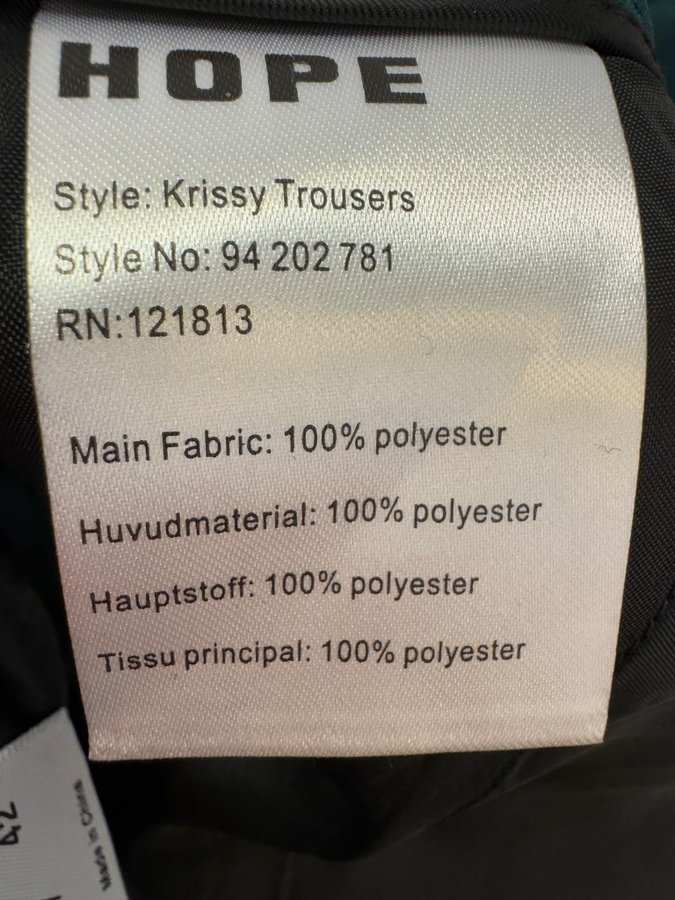 HOPE
Style: Krissy Trousers
Style No: 94 202 781
RN:121813
Main Fabric: 100% polyester
Huvudmaterial: 100% polyester
Hauptstoff: 100% polyester
Tissu principal: 100% polyester
42
Made in China